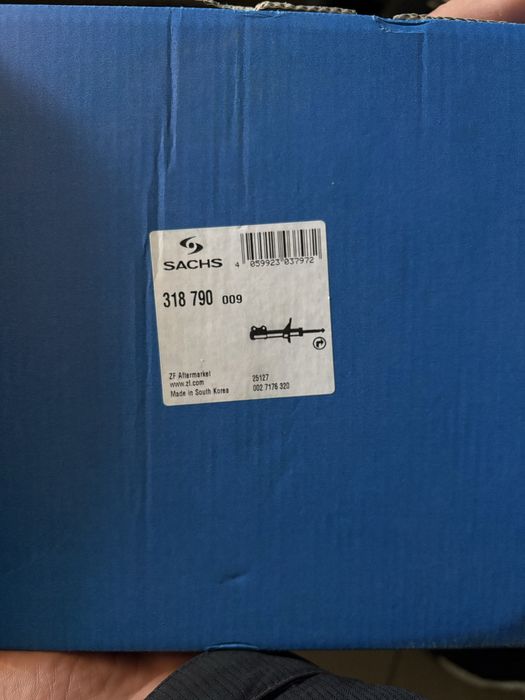 SACHS
4 059923 037972
318 790 009
ZF Aftermarket
www.zf.com
Made in South Korea
25127
002 7176 320